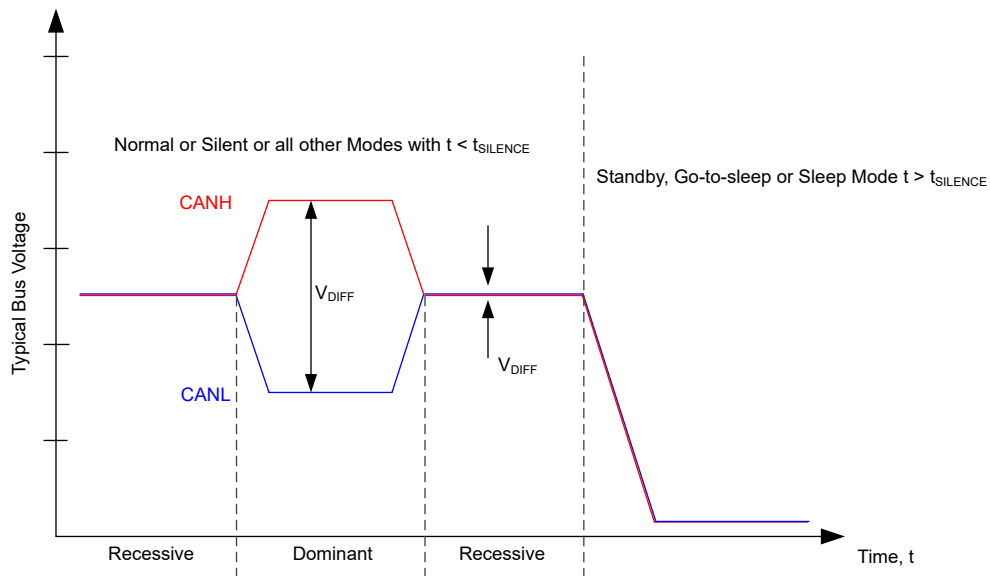 Normal or Silent or all other Modes with t < tSILENCE
Standby, Go-to-sleep or Sleep Mode t > tSILENCE
CANH
Typical Bus Voltage
VDIFF
VDIFF
CANL
Recessive
Dominant
Recessive
Time, t